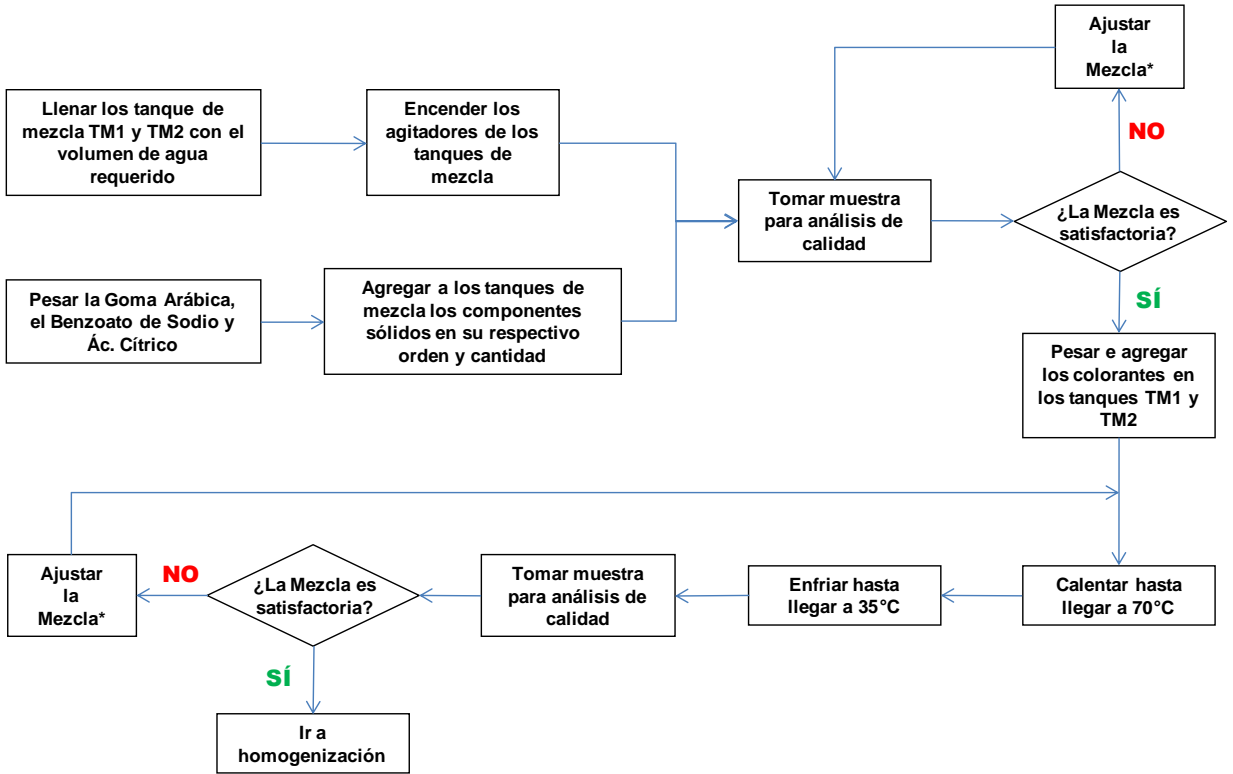 Ajustar
la
Mezcla*
Llenar los tanque de
mezcla TM1 y TM2 con el
volumen de agua
requerido
Encender los
agitadores de los
tanques de
mezcla
NO
Tomar muestra
para análisis de
calidad
¿La Mezcla es
satisfactoria?
Pesar la Goma Arábica,
el Benzoato de Sodio y
Ác. Cítrico
Agregar a los tanques de
mezcla los componentes
sólidos en su respectivo
orden y cantidad
SÍ
Pesar e agregar
los colorantes en
los tanques TM1 y
TM2
Ajustar
la
Mezcla*
NO
¿La Mezcla es
satisfactoria?
Tomar muestra
para análisis de
calidad
Enfriar hasta
llegar a 35°C
Calentar hasta
llegar a 70°C
SÍ
Ir a
homogenización